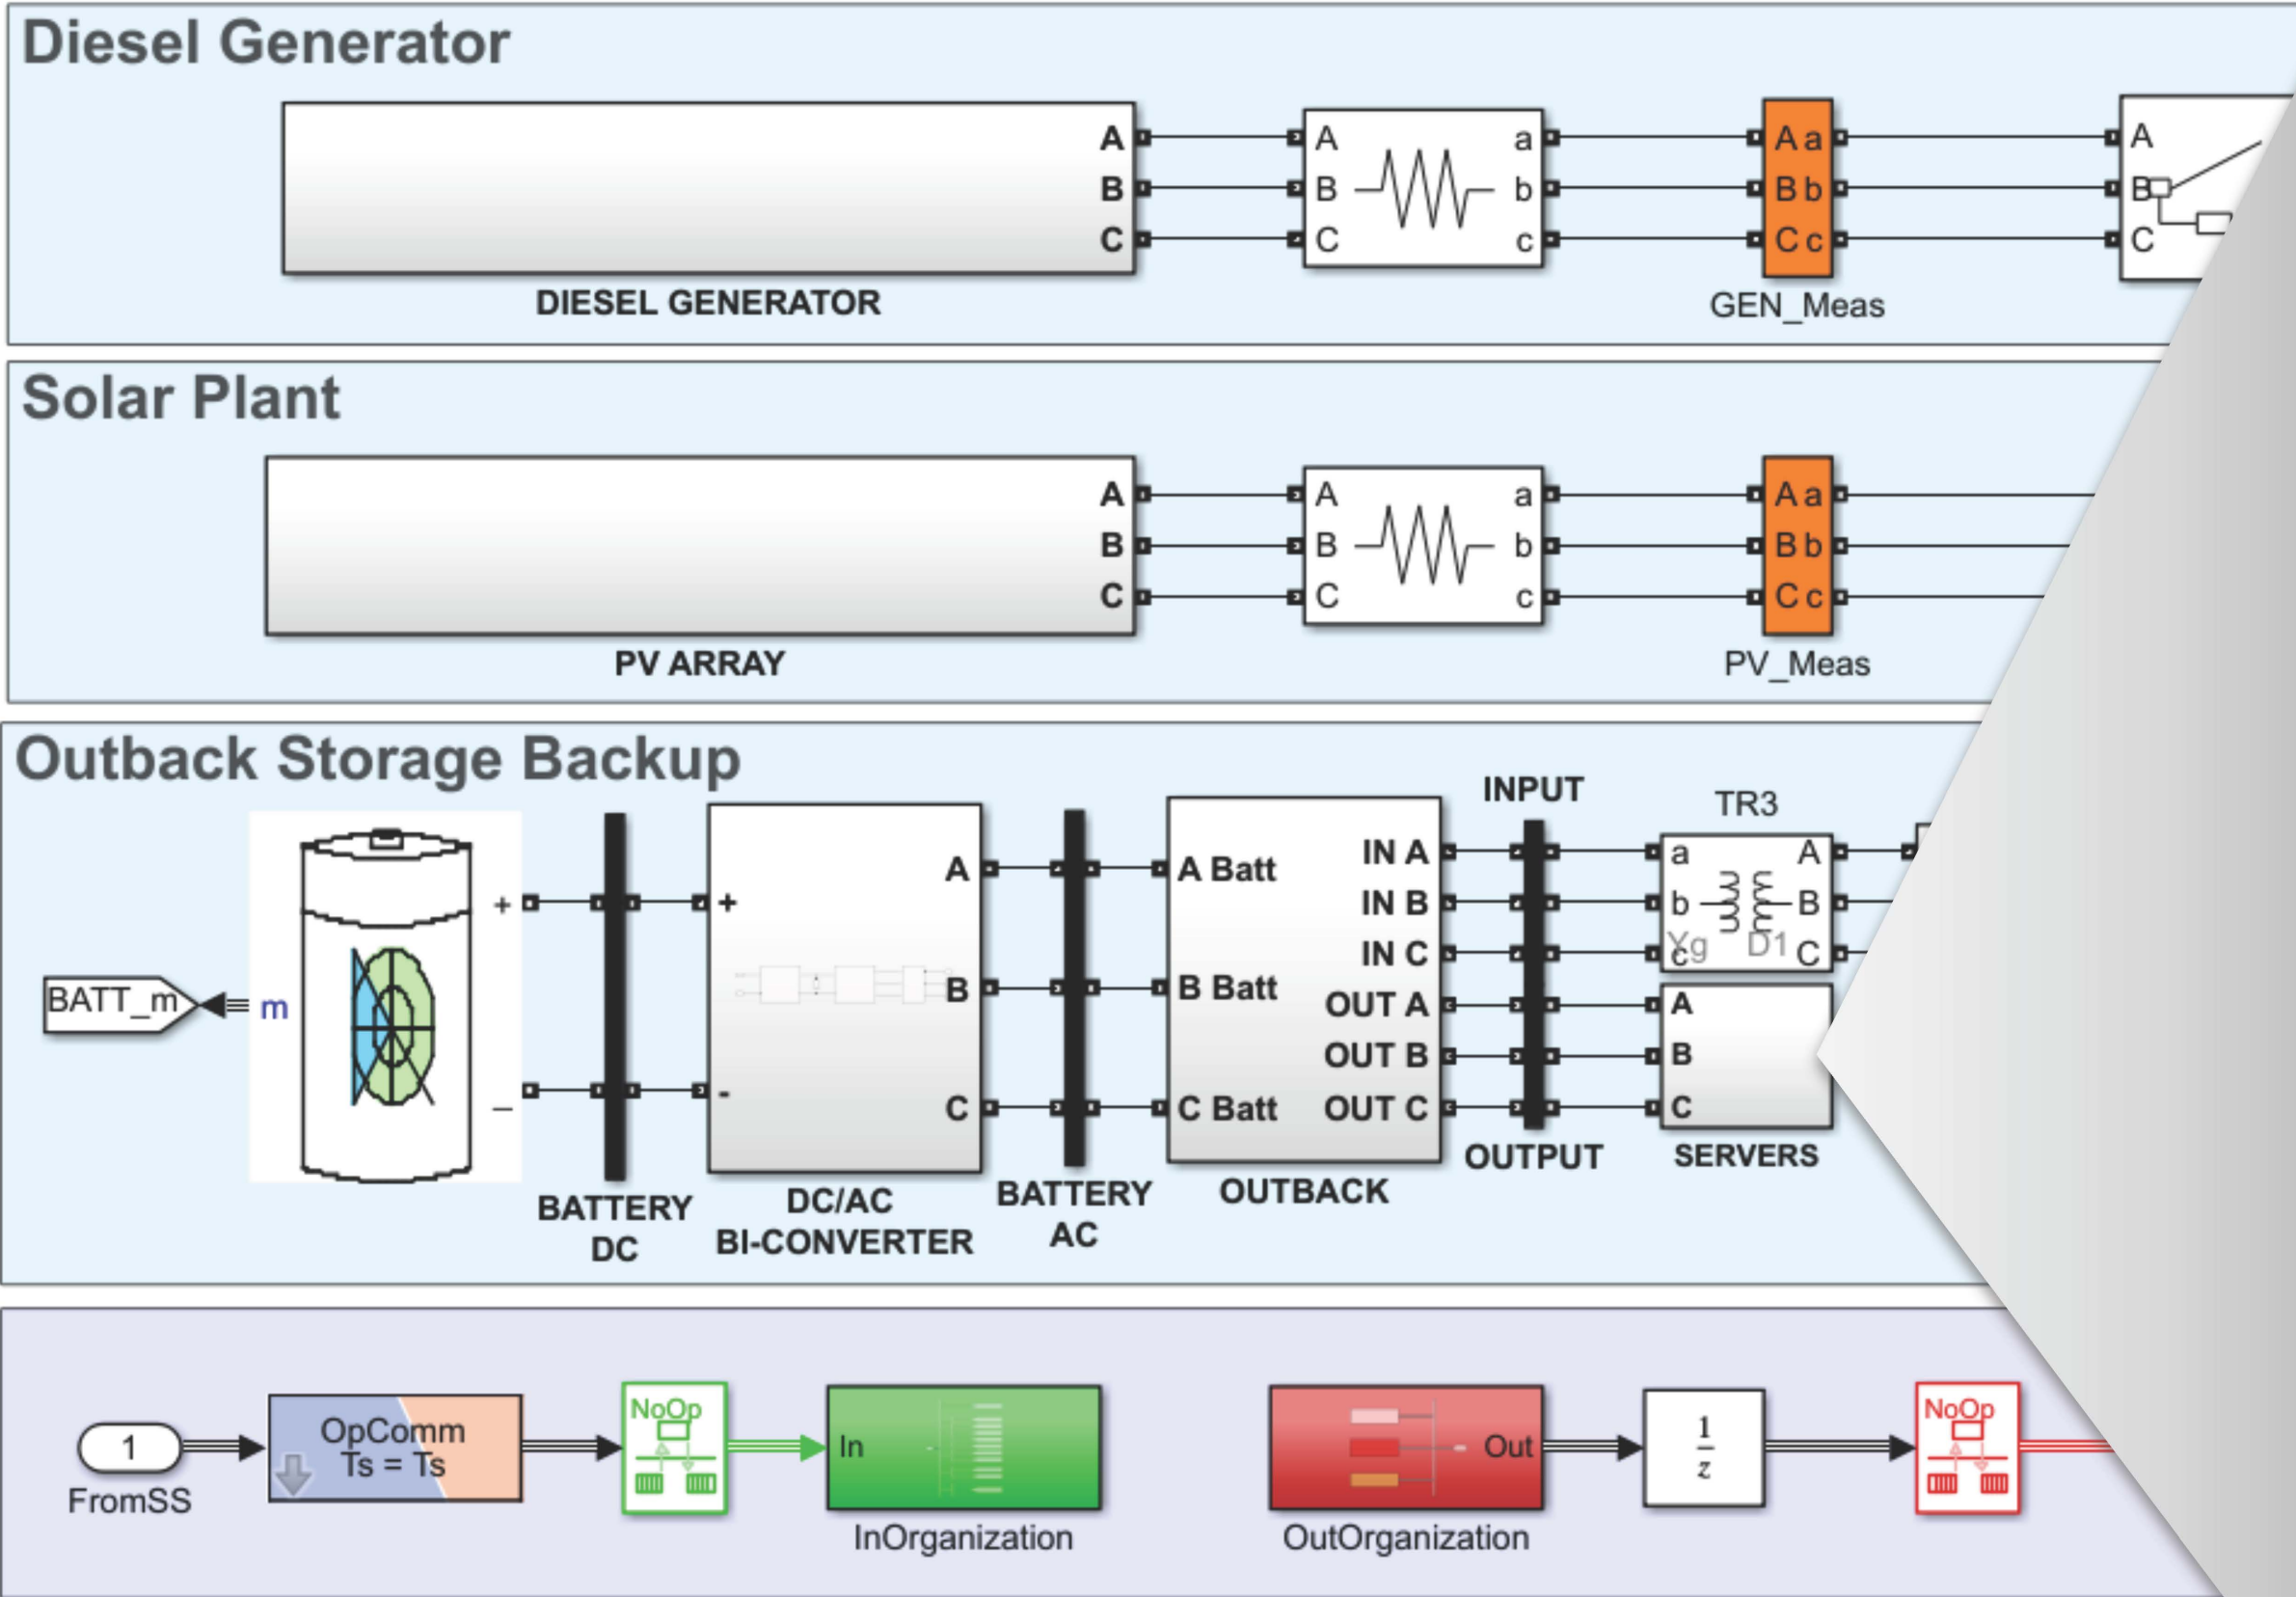 Diesel Generator
A A a A a A
B B b B b B
C C c C c C
DIESEL GENERATOR
GEN_Meas
Solar Plant
A A a A a
B B b B b
C C c C c
PV ARRAY
PV_Meas
Outback Storage Backup
INPUT
TR3
+ + A A Batt IN A a A
IN B b B
IN C c Yg D1 C
BATT_m m B B Batt OUT A A
OUT B B
– - C C Batt OUT C C
BATTERY
DC
DC/AC
BI-CONVERTER
BATTERY
AC
OUTBACK
OUTPUT
SERVERS
1
FromSS
OpComm
Ts = Ts
NoOp
In
InOrganization
Out
OutOrganization
1
z
NoOp